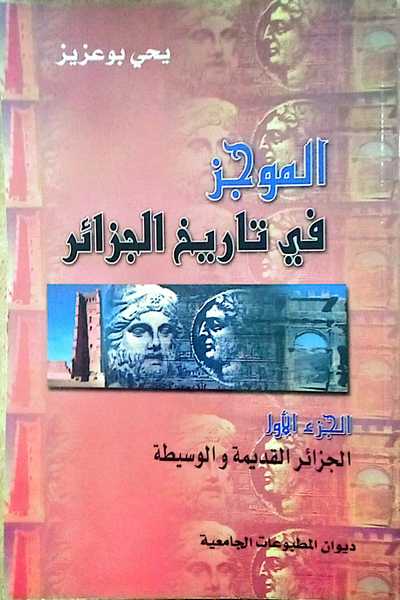 يحي بوعزيز
الموجز
في تاريخ الجزائر
الجزء الأول
الجزائر القديمة والوسيطة
ديوان المطبوعات الجامعية